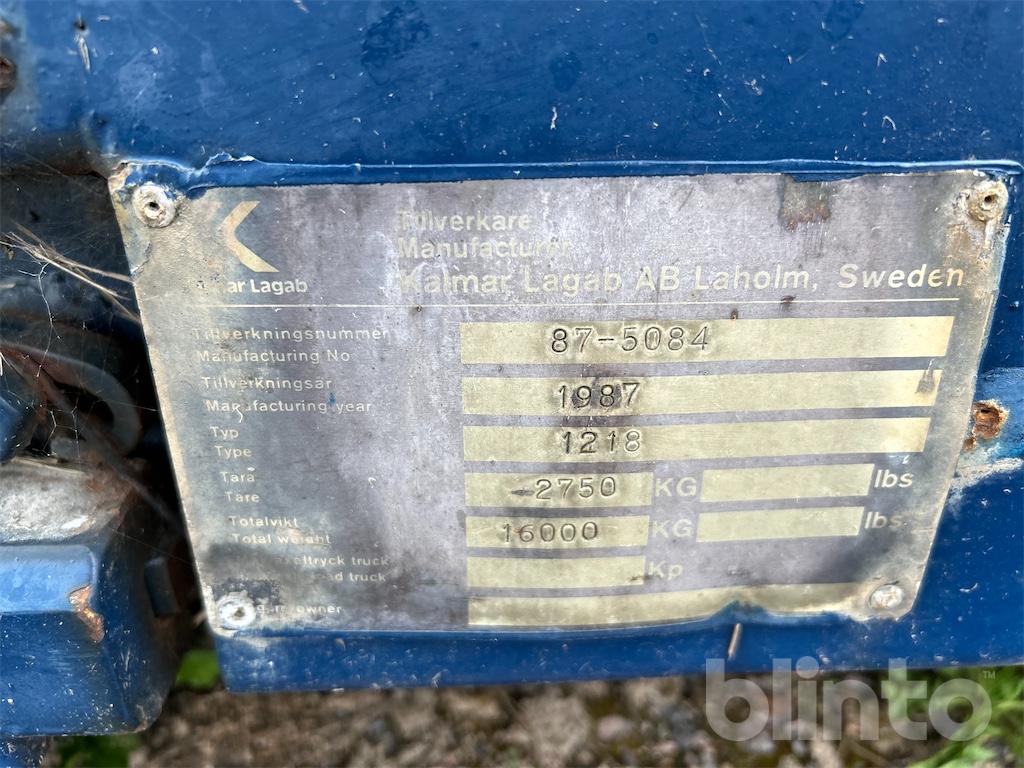 Lagab
Tillverkare
Manufacturer
Kalmar Lagab AB Laholm, Sweden
Tillverkningsnummer
Manufacturing No
87-5084
Tillverkningsår
Manufacturing year
1987
Typ
Type
1218
Tara
Tare
2750 KG lbs
Totalvikt
Total weight
16000 KG lbs
truck
truck Kp
owner
blinto™